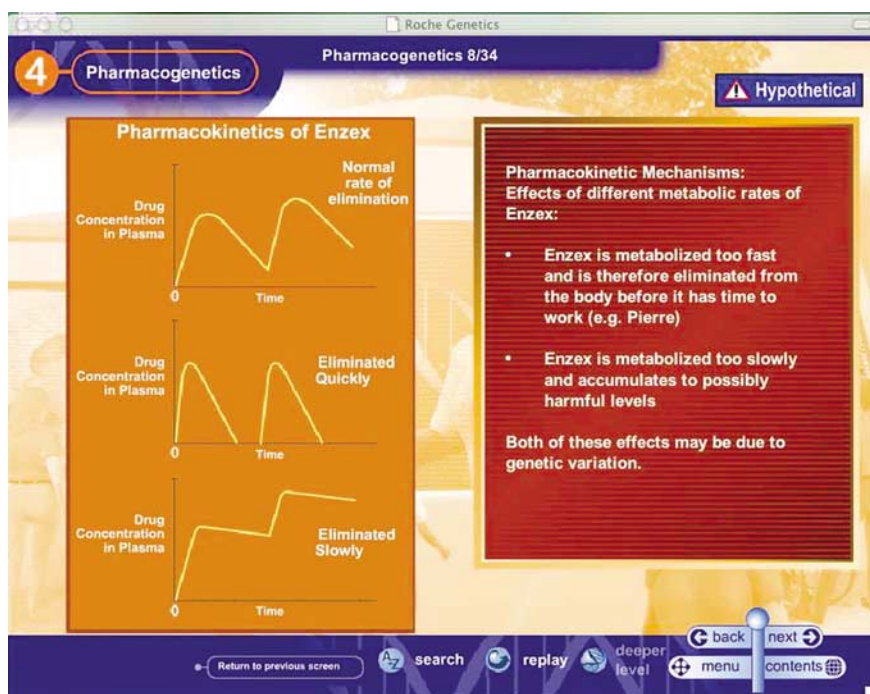 Roche Genetics
Pharmacogenetics 8/34
4
Pharmacogenetics
Hypothetical
Pharmacokinetics of Enzex
Normal
rate of
elimination
Drug
Concentration
in Plasma
0
Time
Drug
Concentration
in Plasma
Eliminated
Quickly
0
Time
Drug
Concentration
in Plasma
Eliminated
Slowly
0
Time
Pharmacokinetic Mechanisms:
Effects of different metabolic rates of
Enzex:
• Enzex is metabolized too fast
and is therefore eliminated from
the body before it has time to
work (e.g. Pierre)
• Enzex is metabolized too slowly
and accumulates to possibly
harmful levels
Both of these effects may be due to
genetic variation.
Return to previous screen
AZ
search
replay
deeper
level
back
next
menu
contents